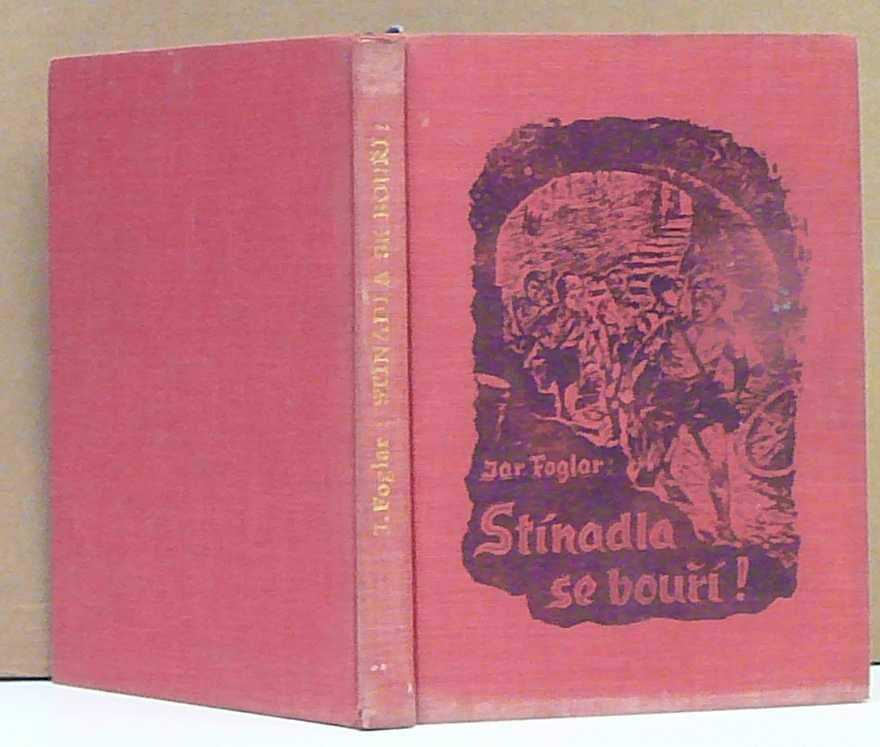 J. Foglar : STÍNADLA SE BOUŘÍ !
Jar Foglar:
Stínadla
se bouří!